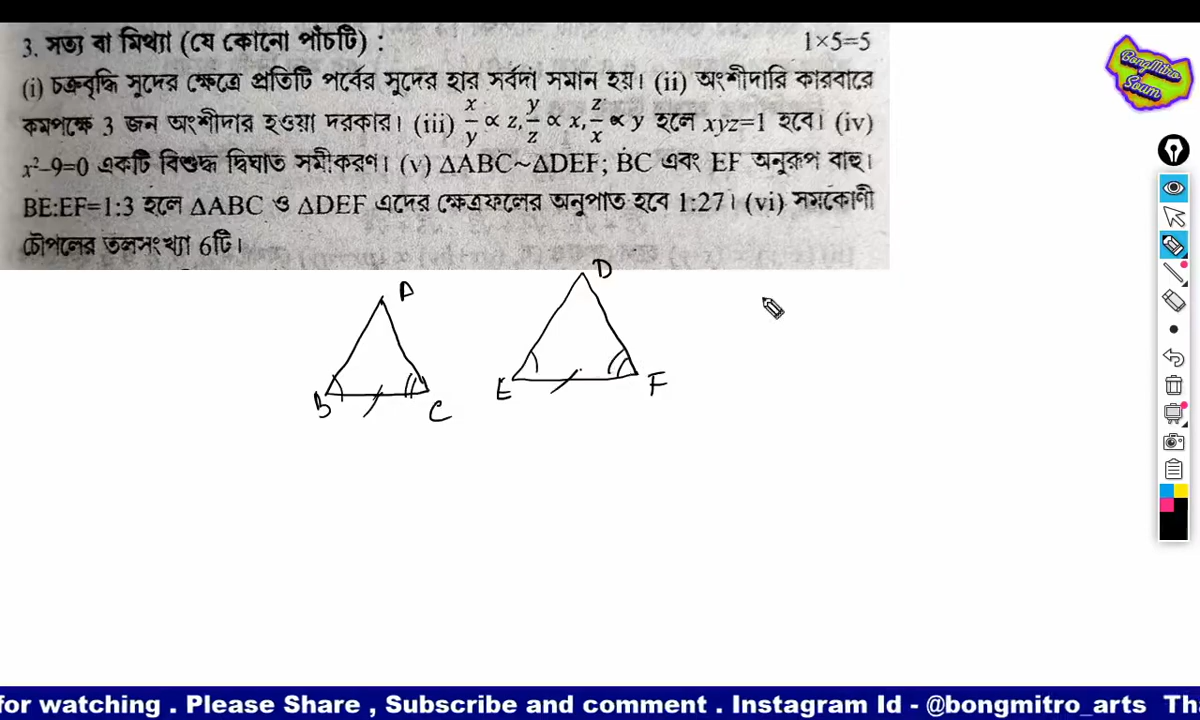 3. সত্য বা মিথ্যা (যে কোনো পাঁচটি) : 1×5=5
(i) চক্রবৃদ্ধি সুদের ক্ষেত্রে প্রতিটি পর্বের সুদের হার সর্বদা সমান হয়। (ii) অংশীদারি কারবারে
কমপক্ষে 3 জন অংশীদার হওয়া দরকার। (iii) x/y ∝ z, y/z ∝ x, z/x ∝ y হলে xyz=1 হবে। (iv)
x²–9=0 একটি বিশুদ্ধ দ্বিঘাত সমীকরণ। (v) ΔABC~ΔDEF; BC এবং EF অনুরূপ বাহু।
BE:EF=1:3 হলে ΔABC ও ΔDEF এদের ক্ষেত্রফলের অনুপাত হবে 1:27। (vi) সমকোণী
চৌপলের তলসংখ্যা 6টি।
A
D
B
C
E
F
BongMitro
Soum
for watching . Please Share , Subscribe and comment . Instagram Id - @bongmitro_arts Th